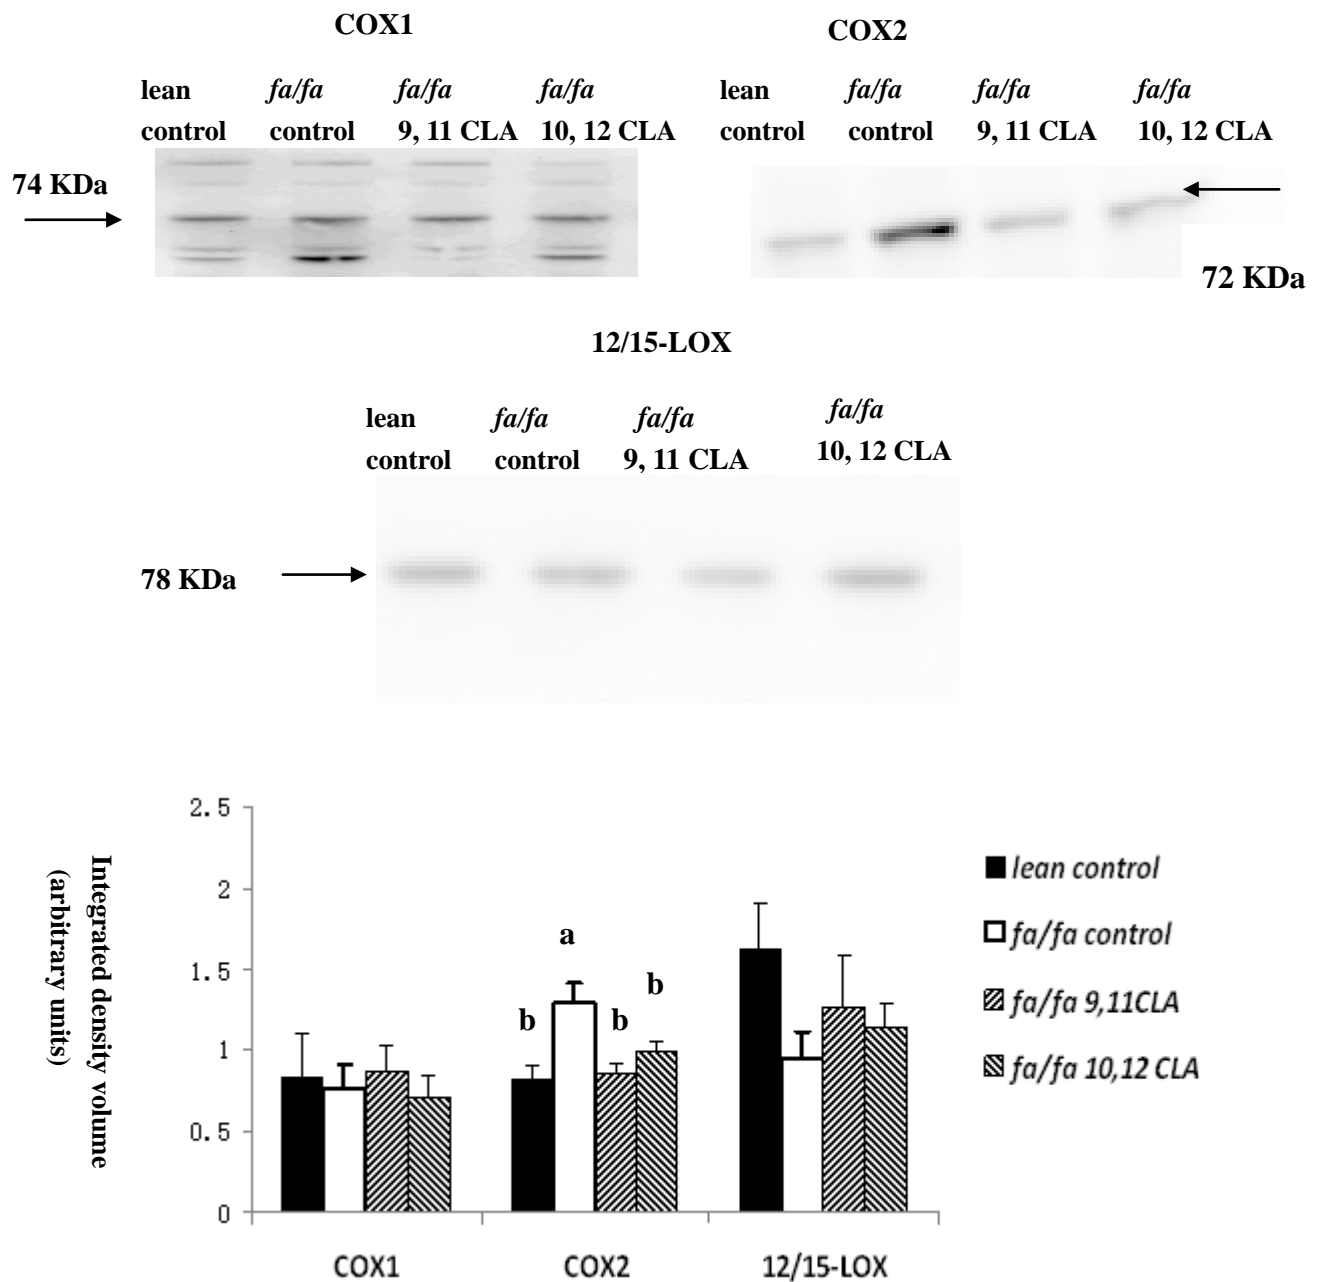 COX1
COX2
lean fa/fa fa/fa fa/fa
control control 9, 11 CLA 10, 12 CLA
lean fa/fa fa/fa fa/fa
control control 9, 11 CLA 10, 12 CLA
74 KDa
72 KDa
12/15-LOX
lean fa/fa fa/fa fa/fa
control control 9, 11 CLA 10, 12 CLA
78 KDa
Integrated density volume
(arbitrary units)
2.5
2
1.5
1
0.5
0
b
a
b
b
COX1 COX2 12/15-LOX
lean control
fa/fa control
fa/fa 9,11CLA
fa/fa 10,12 CLA